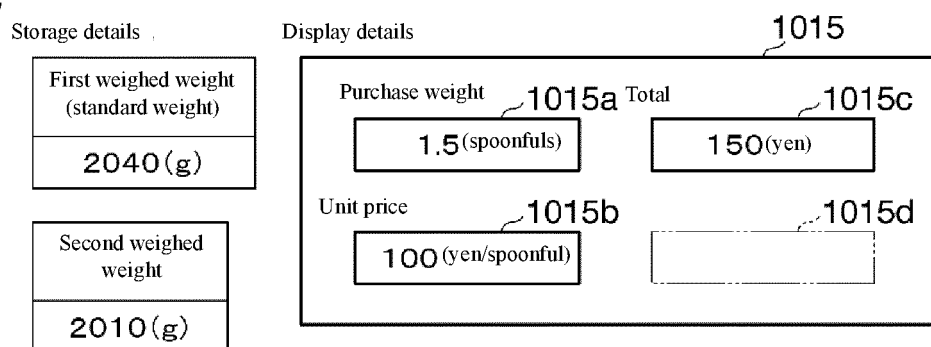 Storage details
Display details
1015
First weighed weight
(standard weight)
2040(g)
Second weighed
weight
2010(g)
Purchase weight
1015a
1.5(spoonfuls)
Total
1015c
150(yen)
Unit price
1015b
100(yen/spoonful)
1015d